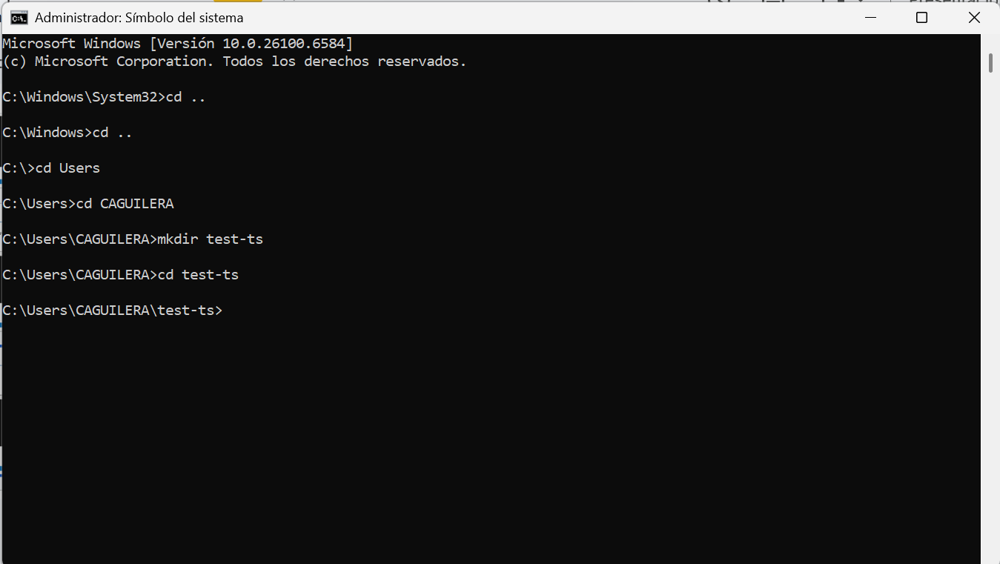 Administrador: Símbolo del sistema
Microsoft Windows [Versión 10.0.26100.6584]
(c) Microsoft Corporation. Todos los derechos reservados.
C:\Windows\System32>cd ..
C:\Windows>cd ..
C:\>cd Users
C:\Users>cd CAGUILERA
C:\Users\CAGUILERA>mkdir test-ts
C:\Users\CAGUILERA>cd test-ts
C:\Users\CAGUILERA\test-ts>